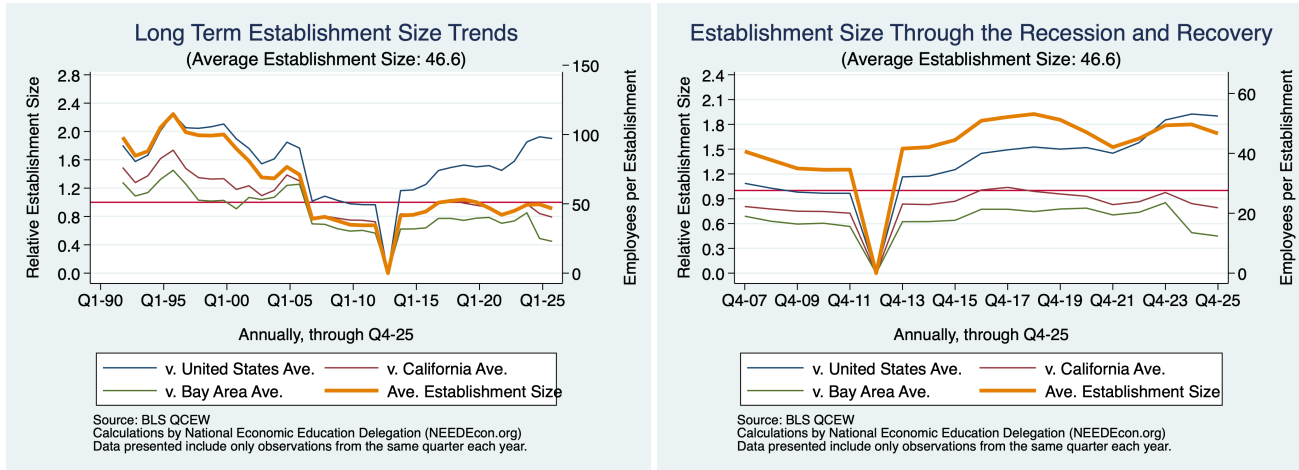 Long Term Establishment Size Trends
(Average Establishment Size: 46.6)
Relative Establishment Size
2.8
2.4
2.0
1.6
1.2
0.8
0.4
0.0
150
100
50
0
Employees per Establishment
Q1-90 Q1-95 Q1-00 Q1-05 Q1-10 Q1-15 Q1-20 Q1-25
Annually, through Q4-25
v. United States Ave. v. California Ave.
v. Bay Area Ave. Ave. Establishment Size
Source: BLS QCEW
Calculations by National Economic Education Delegation (NEEDEcon.org)
Data presented include only observations from the same quarter each year.
Establishment Size Through the Recession and Recovery
(Average Establishment Size: 46.6)
Relative Establishment Size
2.4
2.1
1.8
1.5
1.2
0.9
0.6
0.3
0.0
60
40
20
0
Employees per Establishment
Q4-07 Q4-09 Q4-11 Q4-13 Q4-15 Q4-17 Q4-19 Q4-21 Q4-23 Q4-25
Annually, through Q4-25
v. United States Ave. v. California Ave.
v. Bay Area Ave. Ave. Establishment Size
Source: BLS QCEW
Calculations by National Economic Education Delegation (NEEDEcon.org)
Data presented include only observations from the same quarter each year.